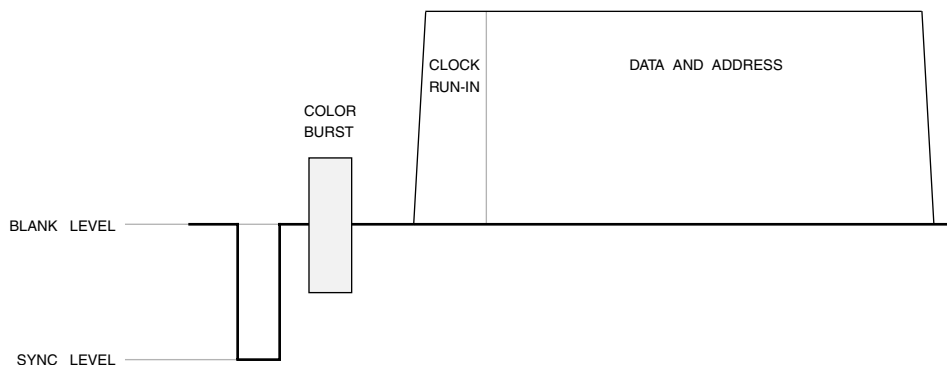 CLOCK
RUN-IN
DATA AND ADDRESS
COLOR
BURST
BLANK LEVEL
SYNC LEVEL